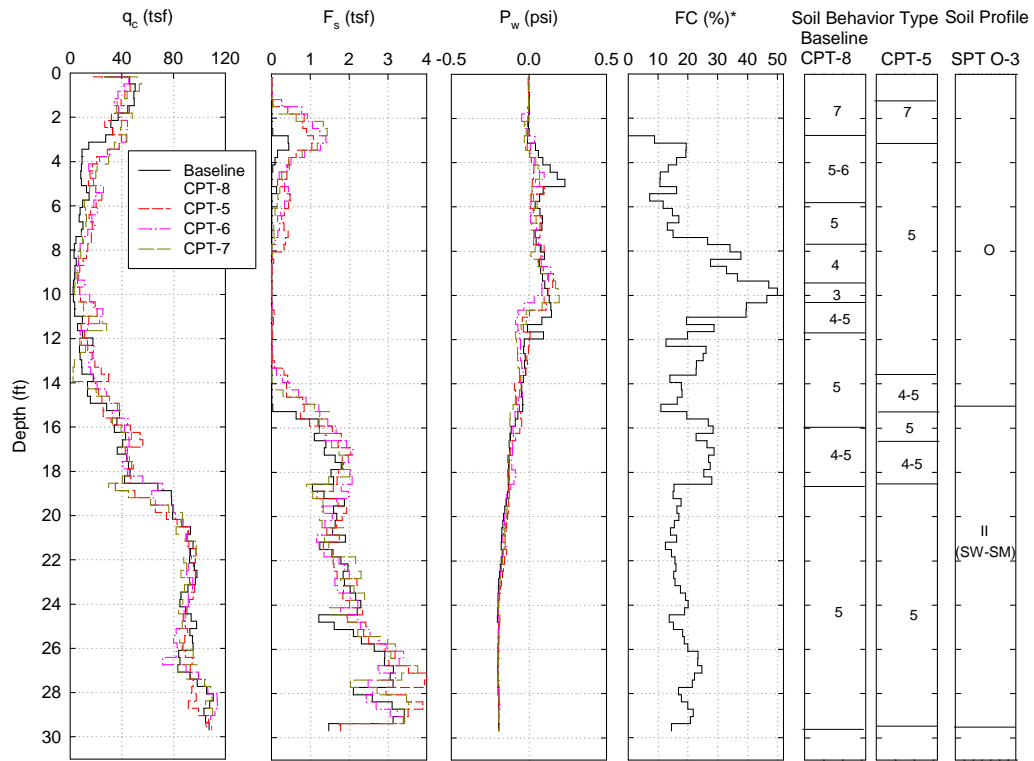 q_c (tsf) F_s (tsf) P_w (psi) FC (%)* Soil Behavior Type Soil Profile
Baseline
CPT-8 CPT-5 SPT O-3
0 40 80 120 0 1 2 3 4 -0.5 0.0 0.5 0 10 20 30 40 50
0
2
4
6
8
10
12
14
16
18
20
22
24
26
28
30
Depth (ft)
Baseline
CPT-8
CPT-5
CPT-6
CPT-7
7
5-6
5
4
3
4-5
5
4-5
5
7
5
4-5
5
4-5
5
O
II
(SW-SM)